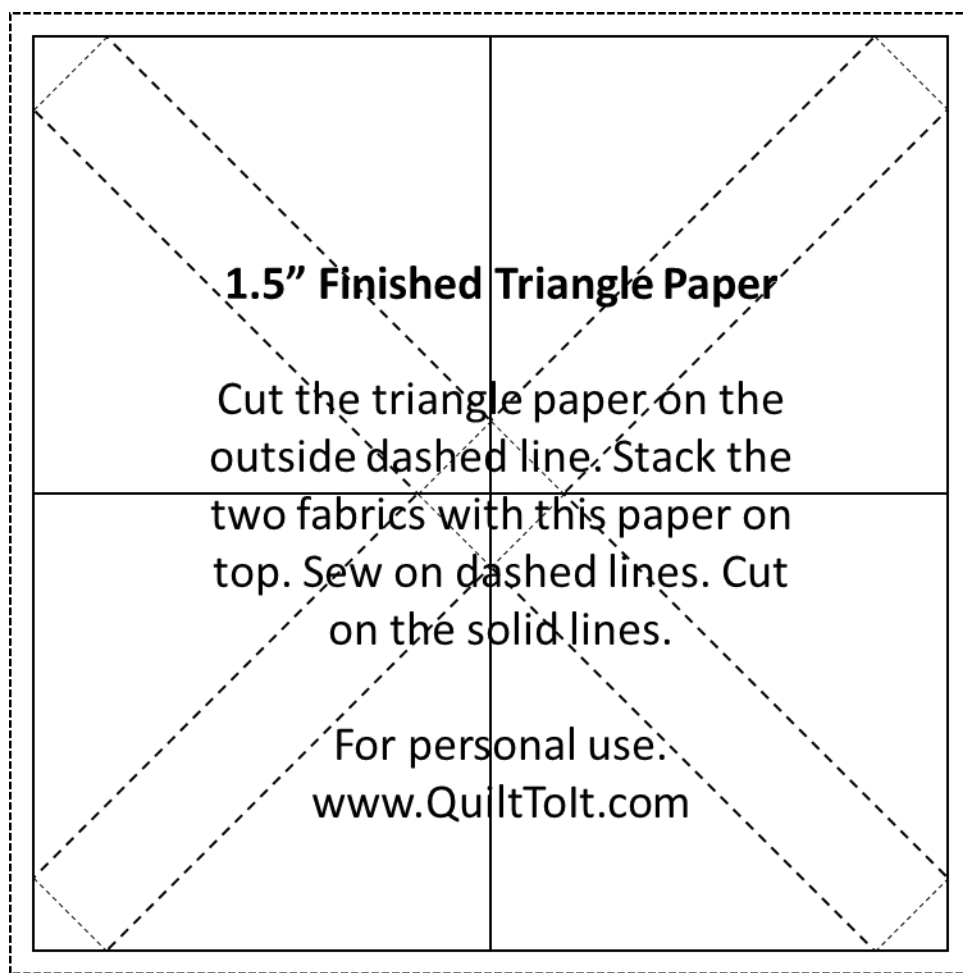 1.5” Finished Triangle Paper
Cut the triangle paper on the
outside dashed line. Stack the
two fabrics with this paper on
top. Sew on dashed lines. Cut
on the solid lines.
For personal use.
www.QuiltToIt.com